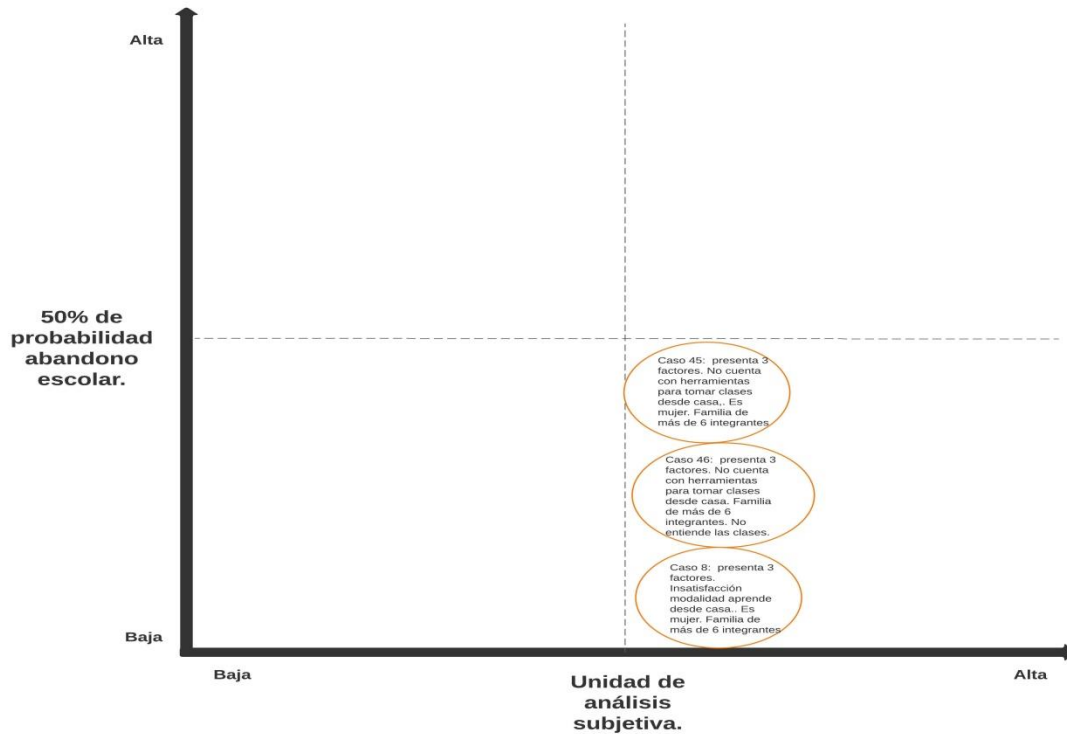 Alta
50% de
probabilidad
abandono
escolar.
Caso 45:  presenta 3
factores. No cuenta
con herramientas
para tomar clases
desde casa,. Es
mujer. Familia de
más de 6 integrantes
Caso 46:  presenta 3
factores. No cuenta
con herramientas
para tomar clases
desde casa. Familia
de más de 6
integrantes. No
entiende las clases.
Caso 8:  presenta 3
factores.
Insatisfacción
modalidad aprende
desde casa.. Es
mujer. Familia de
más de 6 integrantes
Baja
Baja
Unidad de
análisis
subjetiva.
Alta